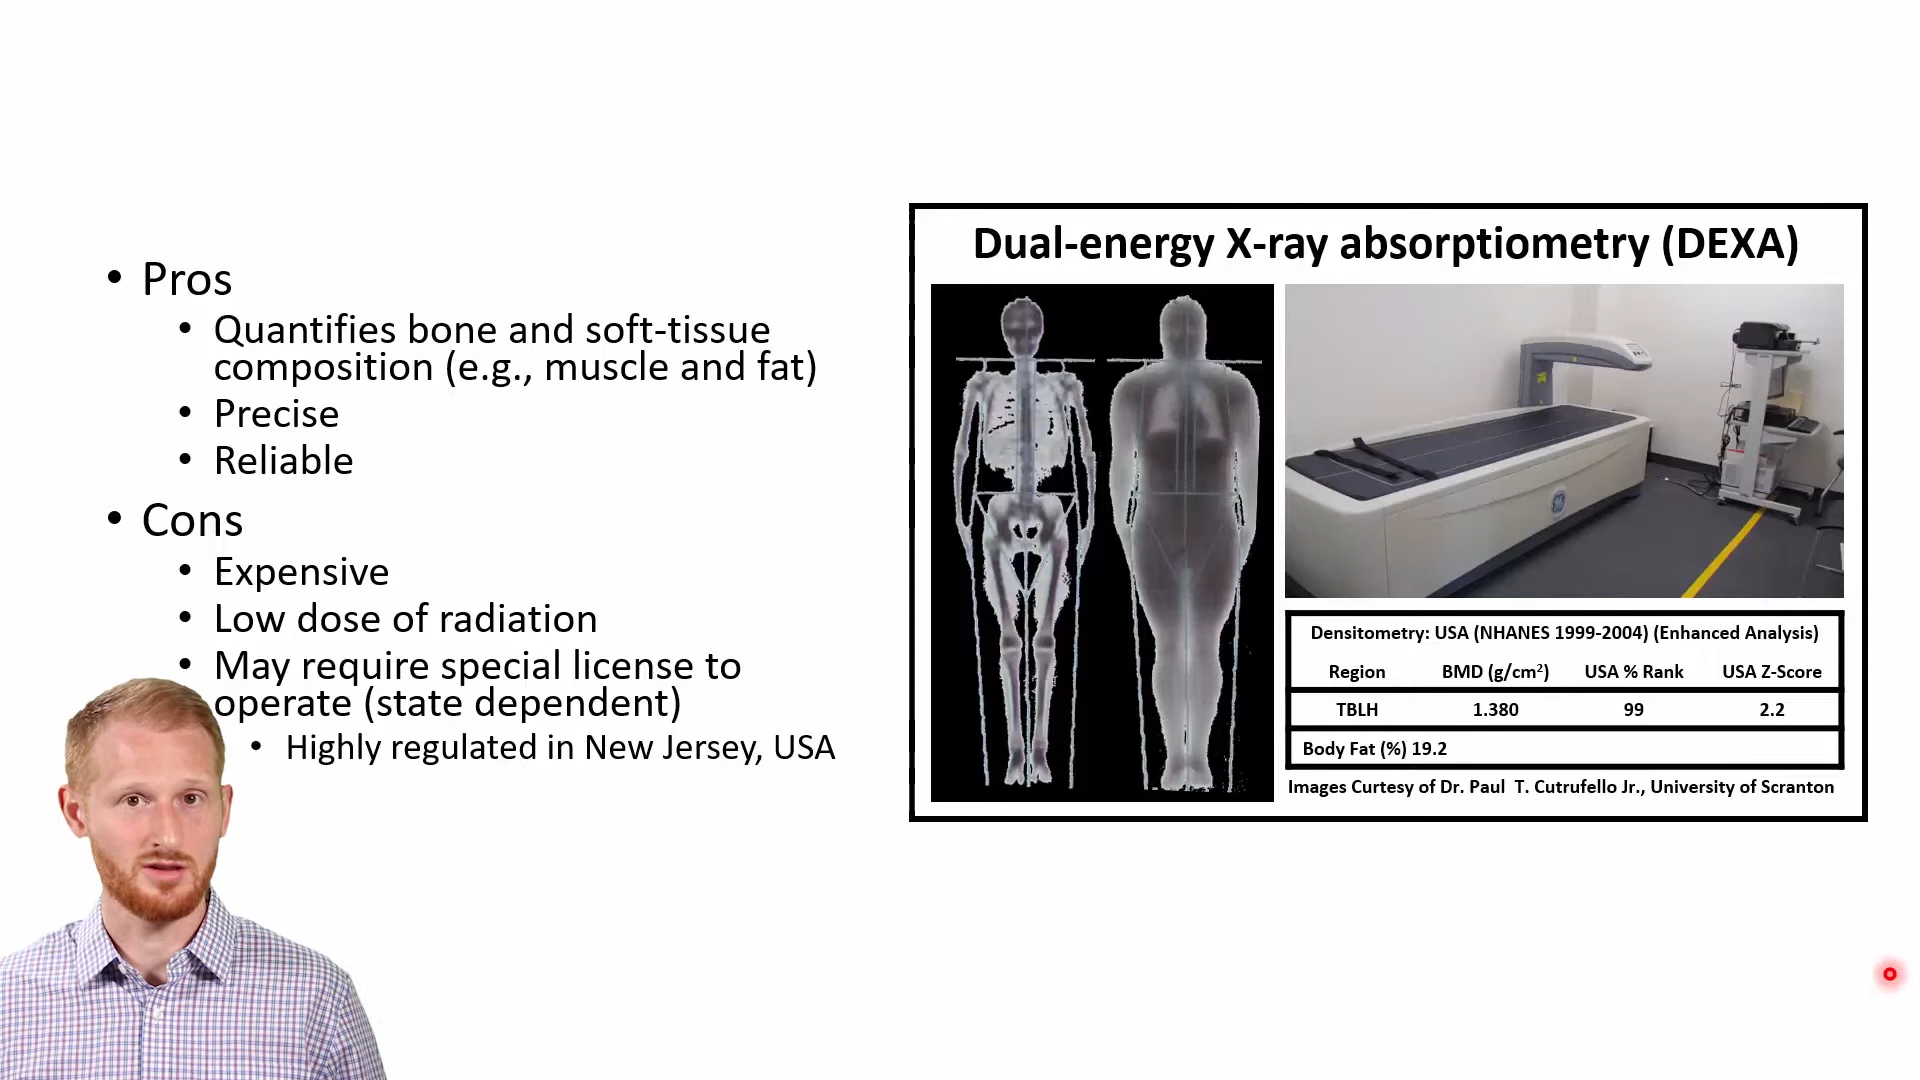 Pros
Quantifies bone and soft-tissue
composition (e.g., muscle and fat)
Precise
Reliable
Cons
Expensive
Low dose of radiation
May require special license to
operate (state dependent)
Highly regulated in New Jersey, USA
Dual-energy X-ray absorptiometry (DEXA)
Densitometry: USA (NHANES 1999-2004) (Enhanced Analysis)
Region BMD (g/cm²) USA % Rank USA Z-Score
TBLH 1.380 99 2.2
Body Fat (%) 19.2
Images Curtesy of Dr. Paul T. Cutrufello Jr., University of Scranton